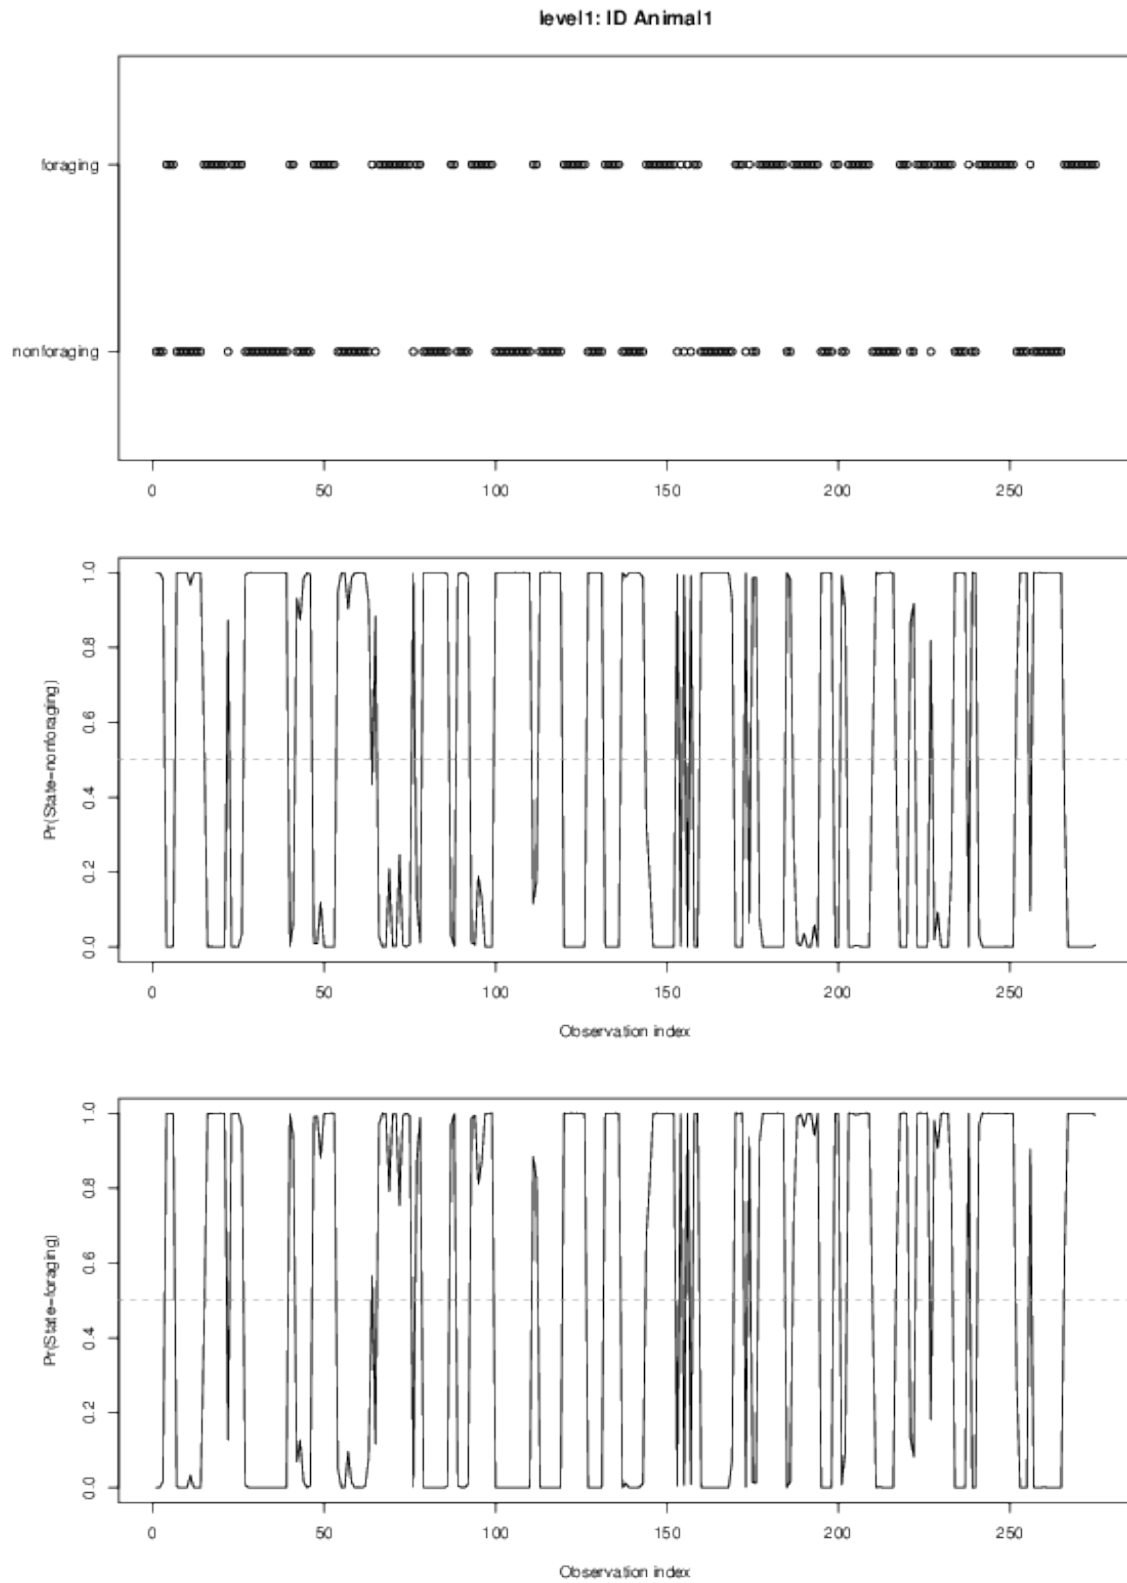 level1: ID Animal1
foraging
nonforaging
0 50 100 150 200 250
Pr(State=nonforaging)
1.0
0.8
0.6
0.4
0.2
0.0
0 50 100 150 200 250
Observation index
Pr(State=foraging)
1.0
0.8
0.6
0.4
0.2
0.0
0 50 100 150 200 250
Observation index